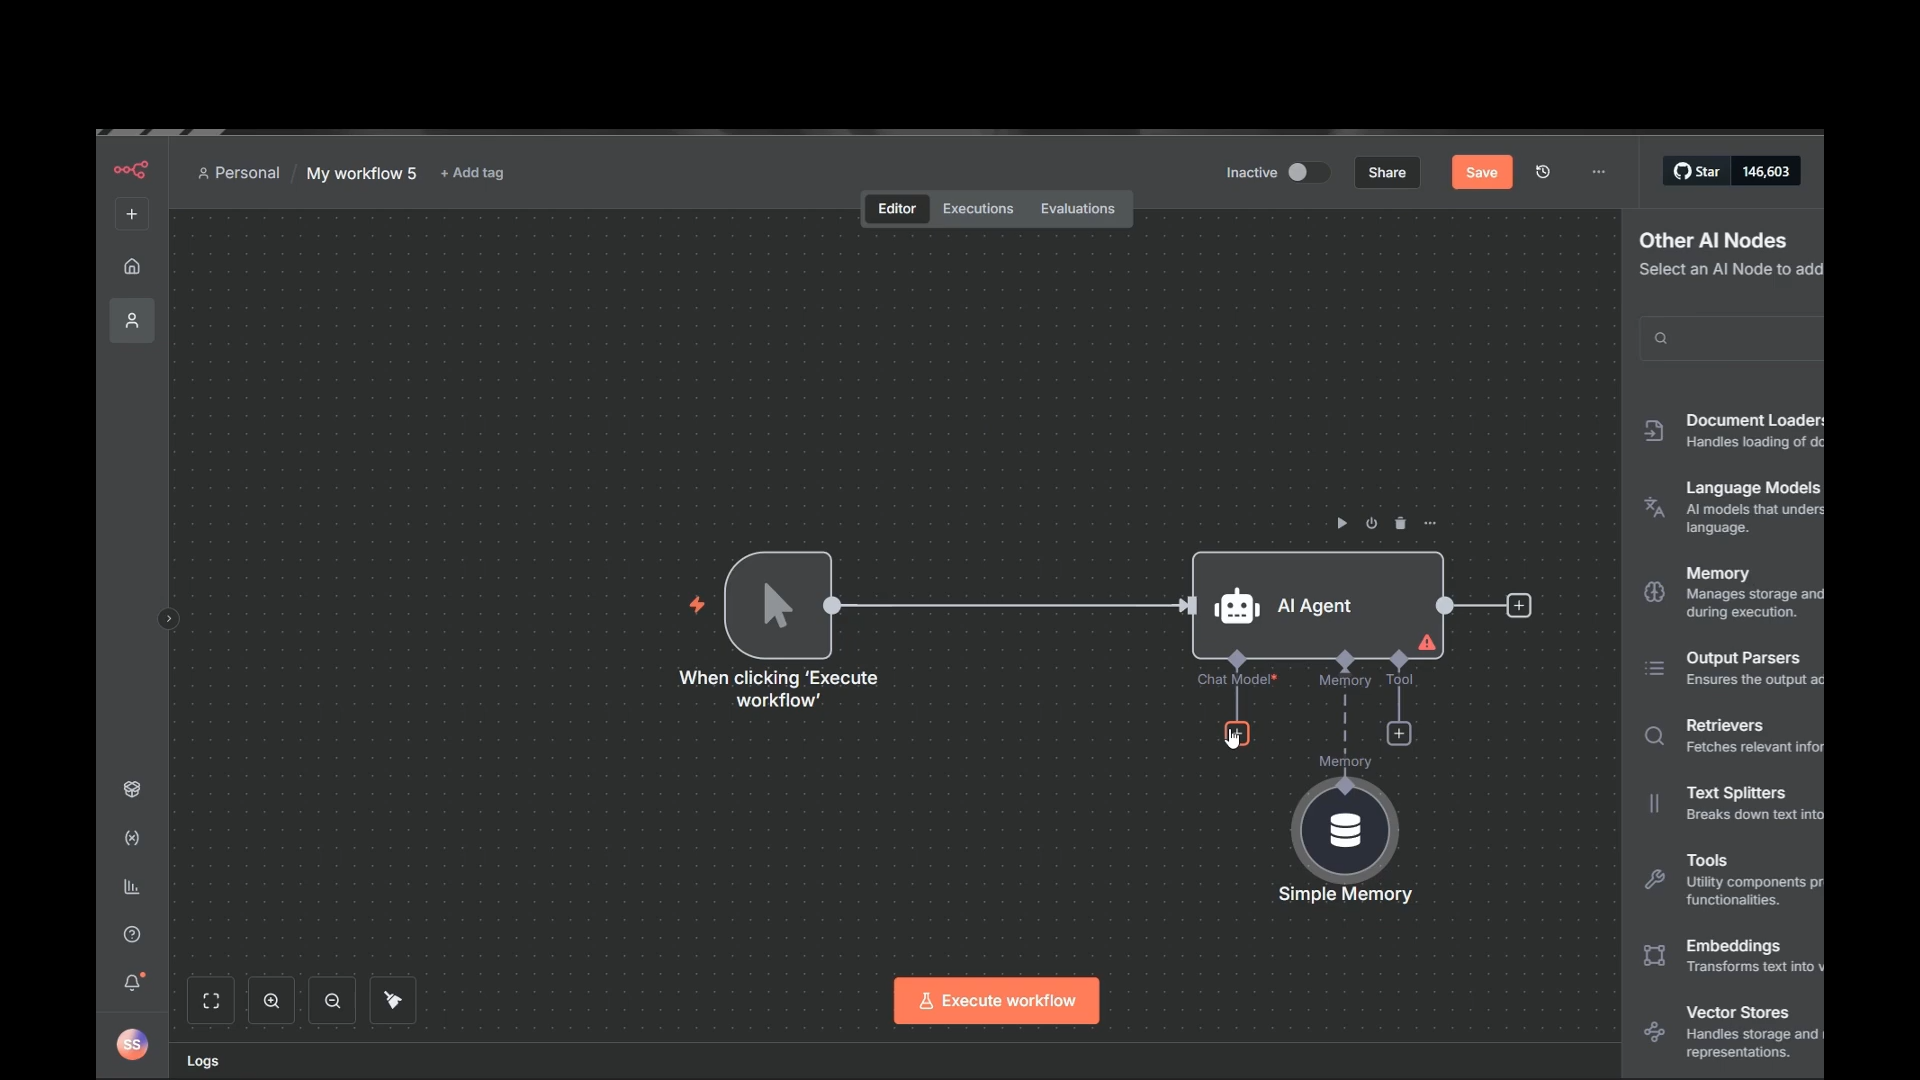 Personal / My workflow 5 + Add tag
Inactive
Share
Save
Star 146,603
Editor Executions Evaluations
Other AI Nodes
Select an AI Node to add
Document Loaders
Handles loading of
Language Models
AI models that
language.
Memory
Manages storage and
during execution.
Output Parsers
Ensures the output
Retrievers
Fetches relevant
Text Splitters
Breaks down text into
Tools
Utility components
functionalities.
Embeddings
Transforms text into
Vector Stores
Handles storage and
representations.
AI Agent
Chat Model*
Memory
Tool
When clicking ‘Execute
workflow’
Memory
Simple Memory
Execute workflow
SS
Logs